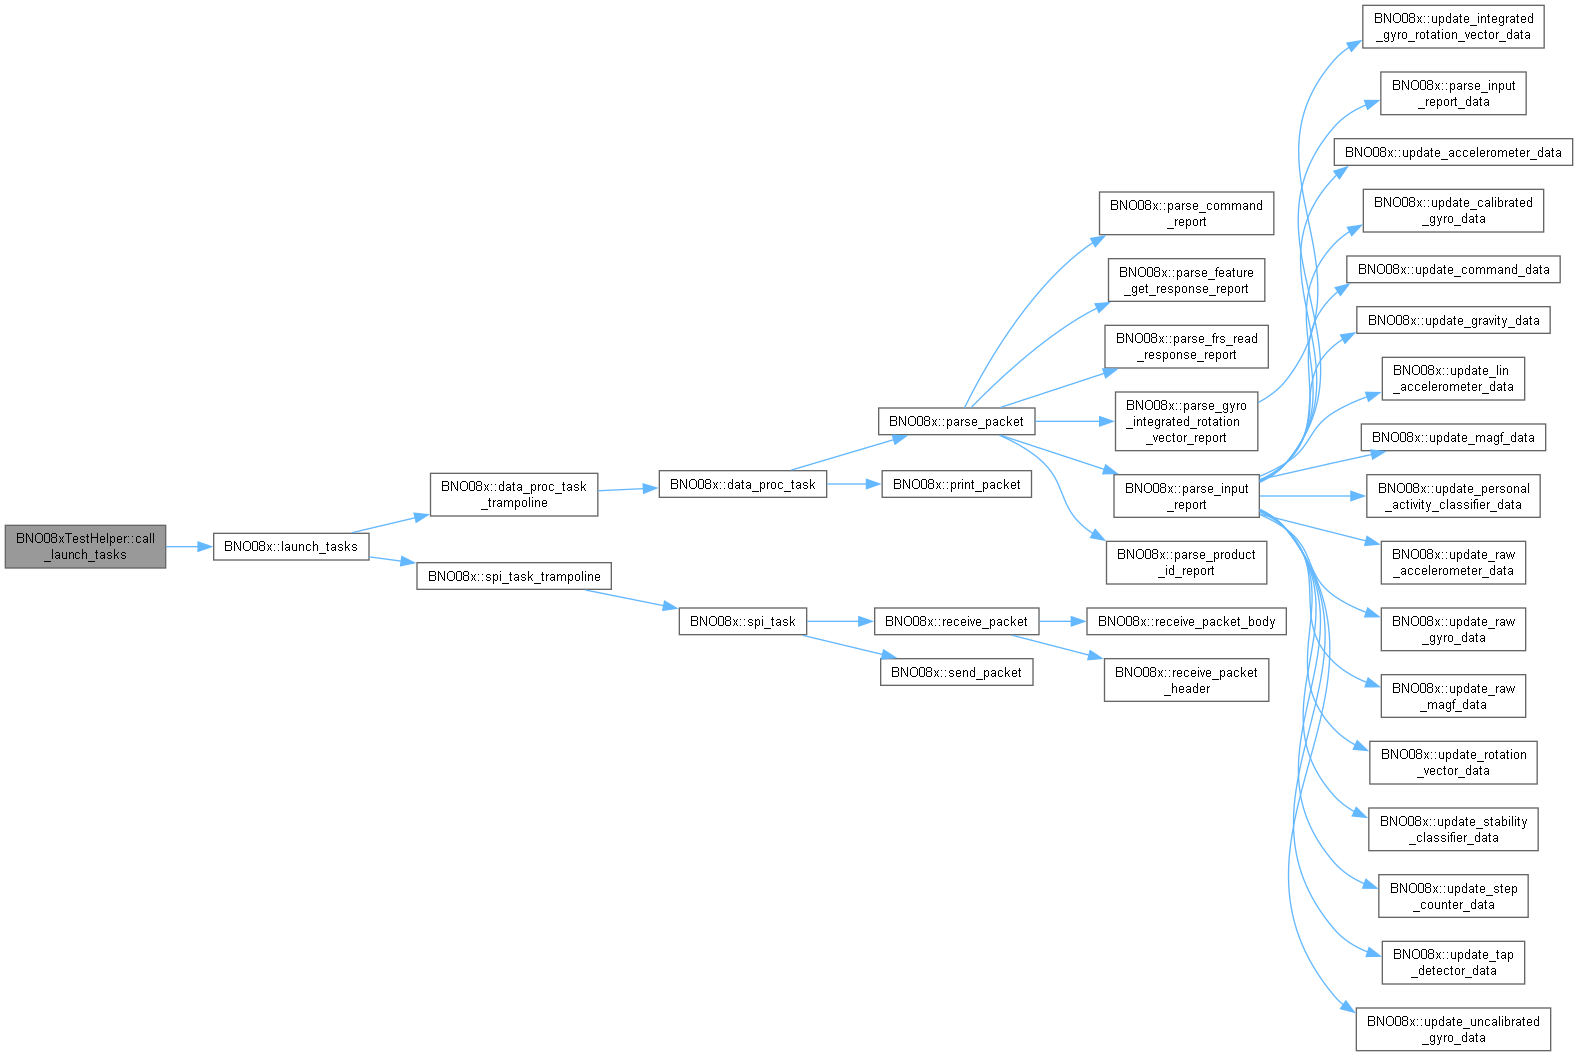 BNO08xTestHelper::call
_launch_tasks
BNO08x::launch_tasks
BNO08x::data_proc_task
_trampoline
BNO08x::spi_task_trampoline
BNO08x::data_proc_task
BNO08x::spi_task
BNO08x::parse_packet
BNO08x::print_packet
BNO08x::receive_packet
BNO08x::send_packet
BNO08x::parse_command
_report
BNO08x::parse_feature
_get_response_report
BNO08x::parse_frs_read
_response_report
BNO08x::parse_gyro
_integrated_rotation
_vector_report
BNO08x::parse_input
_report
BNO08x::parse_product
_id_report
BNO08x::receive_packet_body
BNO08x::receive_packet
_header
BNO08x::update_integrated
_gyro_rotation_vector_data
BNO08x::parse_input
_report_data
BNO08x::update_accelerometer_data
BNO08x::update_calibrated
_gyro_data
BNO08x::update_command_data
BNO08x::update_gravity_data
BNO08x::update_lin
_accelerometer_data
BNO08x::update_magf_data
BNO08x::update_personal
_activity_classifier_data
BNO08x::update_raw
_accelerometer_data
BNO08x::update_raw
_gyro_data
BNO08x::update_raw
_magf_data
BNO08x::update_rotation
_vector_data
BNO08x::update_stability
_classifier_data
BNO08x::update_step
_counter_data
BNO08x::update_tap
_detector_data
BNO08x::update_uncalibrated
_gyro_data